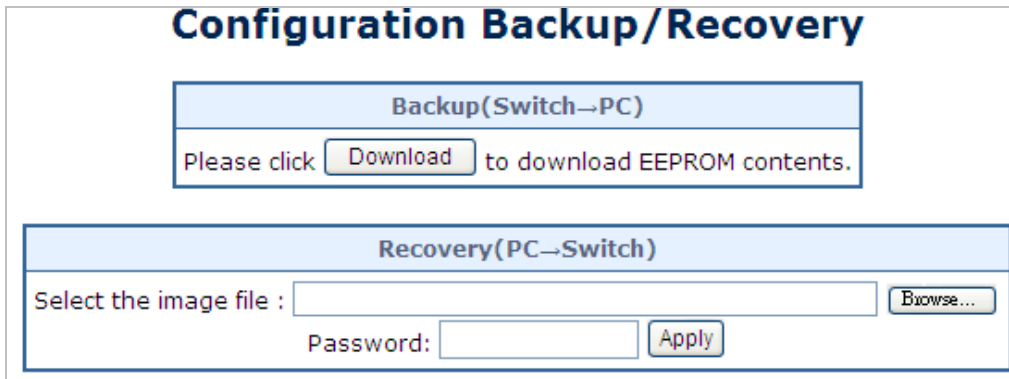 Configuration Backup/Recovery
Backup(Switch→PC)
Please click Download to download EEPROM contents.
Recovery(PC→Switch)
Select the image file : Browse...
Password: Apply